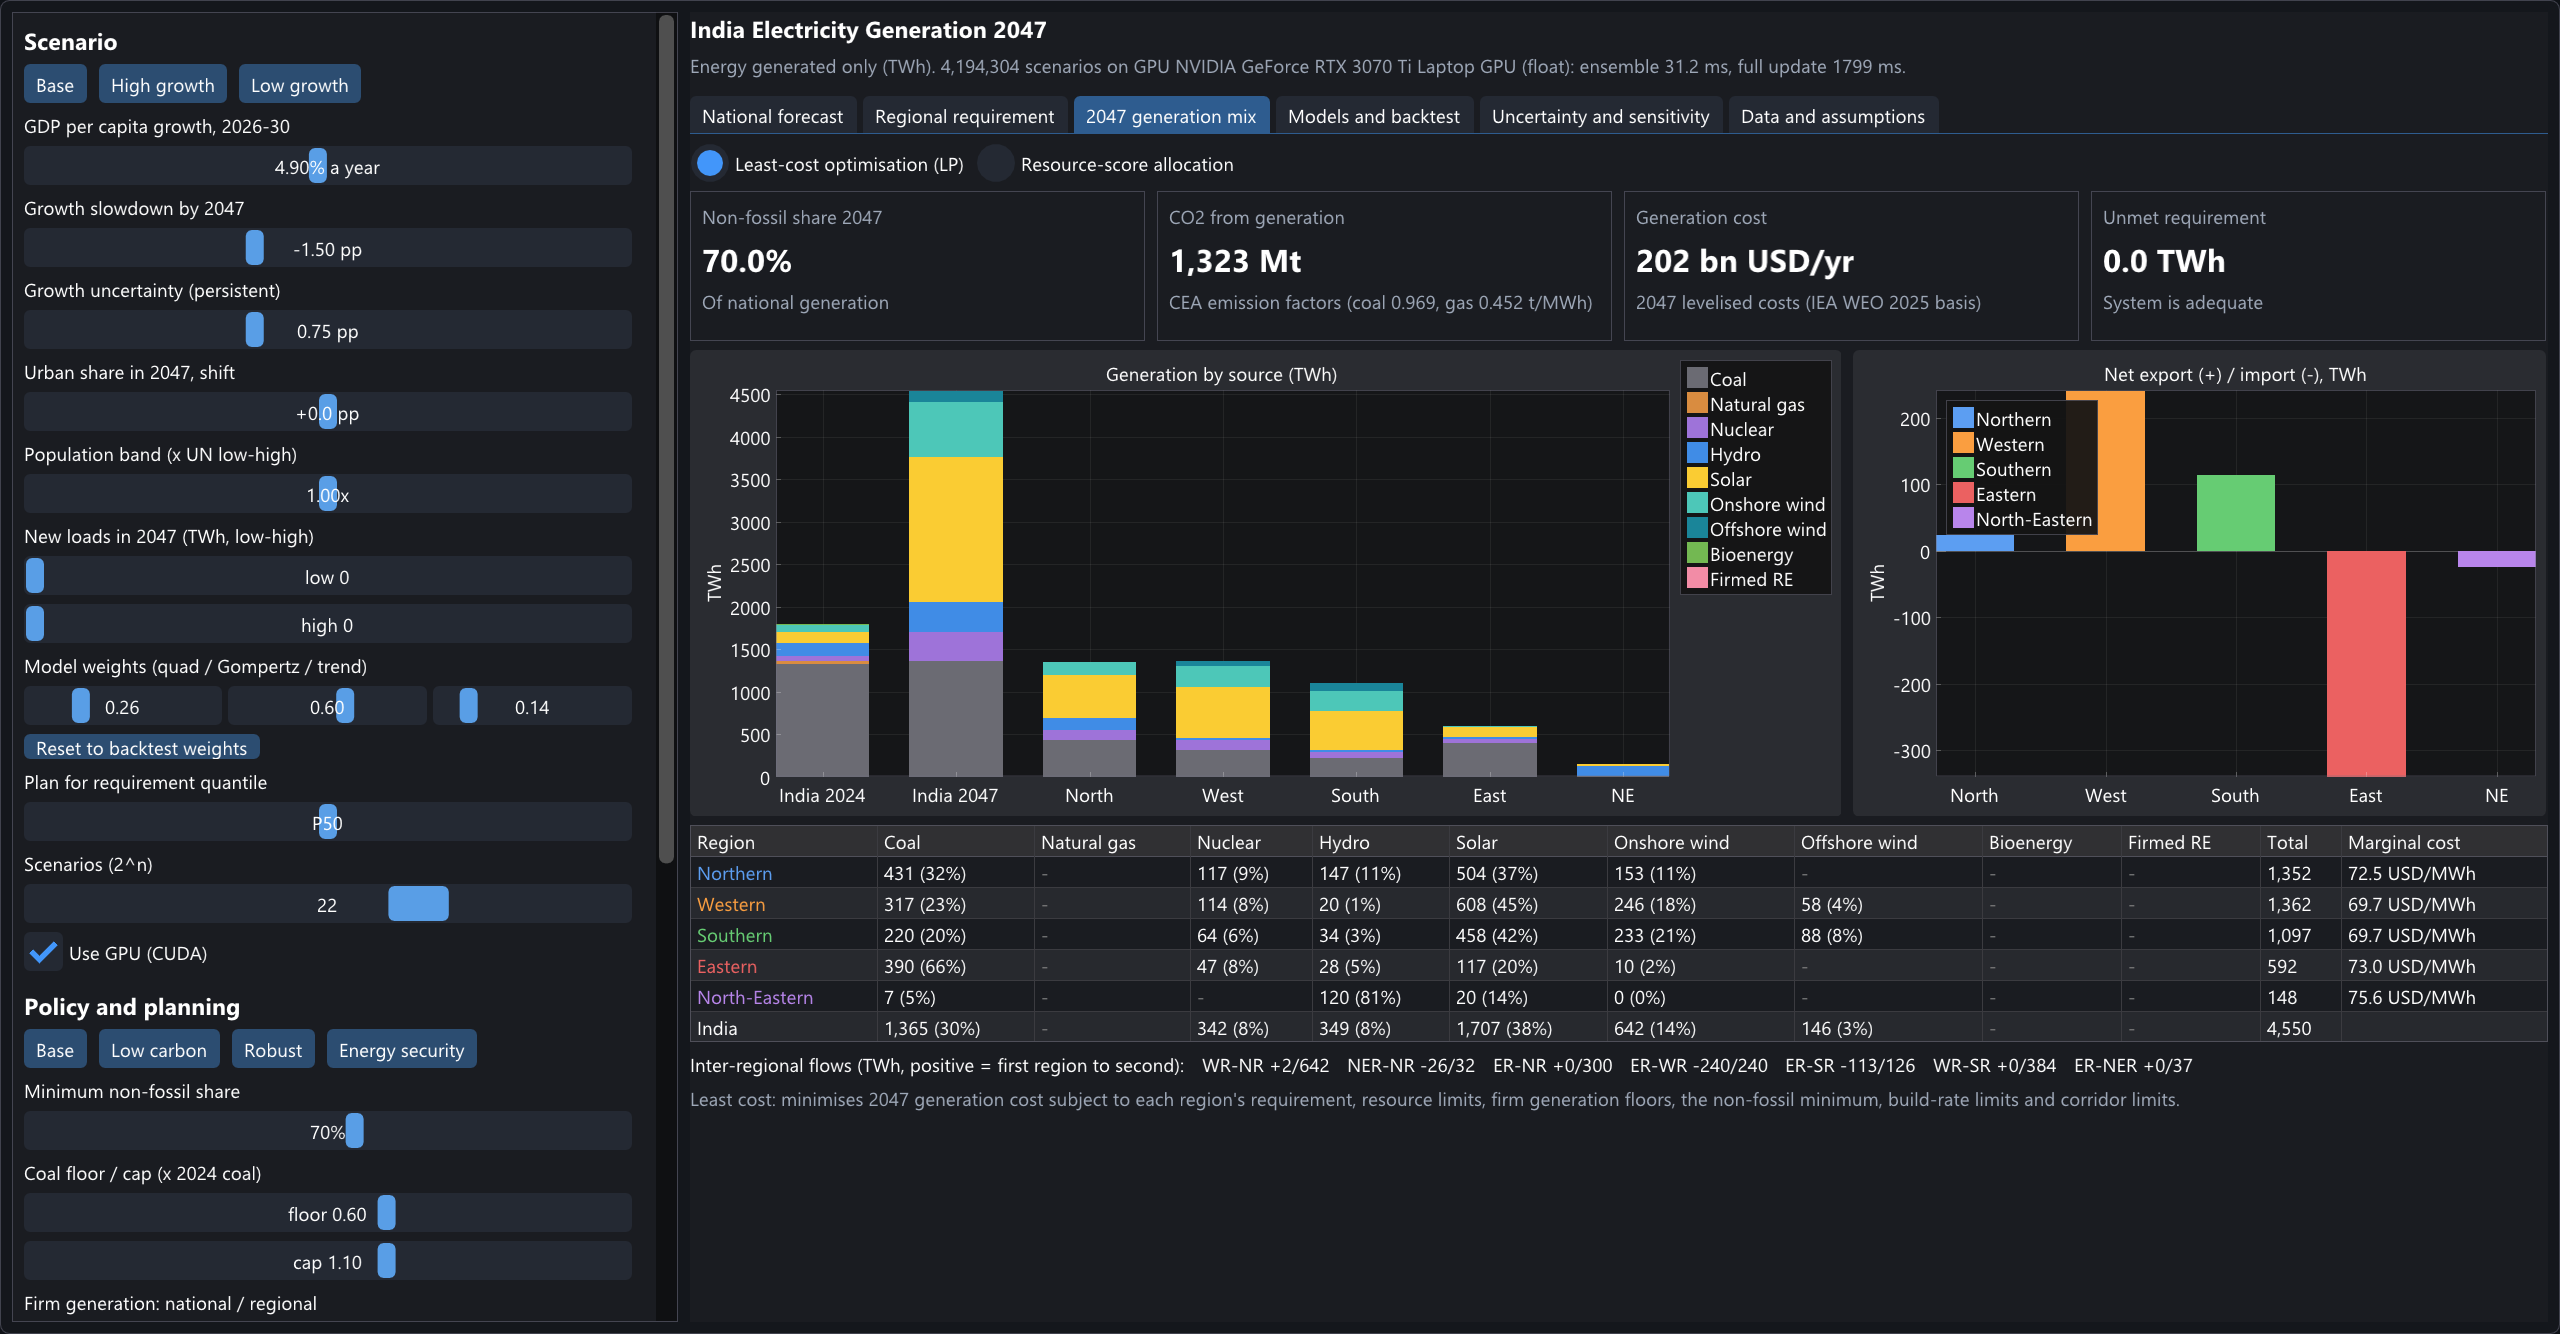 Scenario
Base High growth Low growth
GDP per capita growth, 2026-30
4.90% a year
Growth slowdown by 2047
-1.50 pp
Growth uncertainty (persistent)
0.75 pp
Urban share in 2047, shift
+0.0 pp
Population band (x UN low-high)
1.00x
New loads in 2047 (TWh, low-high)
low 0
high 0
Model weights (quad / Gompertz / trend)
0.26 0.60 0.14
Reset to backtest weights
Plan for requirement quantile
P50
Scenarios (2^n)
22
Use GPU (CUDA)
Policy and planning
Base Low carbon Robust Energy security
Minimum non-fossil share
70%
Coal floor / cap (x 2024 coal)
floor 0.60
cap 1.10
Firm generation: national / regional
India Electricity Generation 2047
Energy generated only (TWh). 4,194,304 scenarios on GPU NVIDIA GeForce RTX 3070 Ti Laptop GPU (float): ensemble 31.2 ms, full update 1799 ms.
National forecast Regional requirement 2047 generation mix Models and backtest Uncertainty and sensitivity Data and assumptions
Least-cost optimisation (LP) Resource-score allocation
Non-fossil share 2047
70.0%
Of national generation
CO2 from generation
1,323 Mt
CEA emission factors (coal 0.969, gas 0.452 t/MWh)
Generation cost
202 bn USD/yr
2047 levelised costs (IEA WEO 2025 basis)
Unmet requirement
0.0 TWh
System is adequate
Generation by source (TWh)
TWh
4500
4000
3500
3000
2500
2000
1500
1000
500
0
India 2024 India 2047 North West South East NE
Coal
Natural gas
Nuclear
Hydro
Solar
Onshore wind
Offshore wind
Bioenergy
Firmed RE
Net export (+) / import (-), TWh
TWh
200
100
0
-100
-200
-300
Northern
Western
Southern
Eastern
North-Eastern
North West South East NE
Region Coal Natural gas Nuclear Hydro Solar Onshore wind Offshore wind Bioenergy Firmed RE Total Marginal cost
Northern 431 (32%) - 117 (9%) 147 (11%) 504 (37%) 153 (11%) - - - 1,352 72.5 USD/MWh
Western 317 (23%) - 114 (8%) 20 (1%) 608 (45%) 246 (18%) 58 (4%) - - 1,362 69.7 USD/MWh
Southern 220 (20%) - 64 (6%) 34 (3%) 458 (42%) 233 (21%) 88 (8%) - - 1,097 69.7 USD/MWh
Eastern 390 (66%) - 47 (8%) 28 (5%) 117 (20%) 10 (2%) - - - 592 73.0 USD/MWh
North-Eastern 7 (5%) - - 120 (81%) 20 (14%) 0 (0%) - - - 148 75.6 USD/MWh
India 1,365 (30%) - 342 (8%) 349 (8%) 1,707 (38%) 642 (14%) 146 (3%) - - 4,550
Inter-regional flows (TWh, positive = first region to second): WR-NR +2/642 NER-NR -26/32 ER-NR +0/300 ER-WR -240/240 ER-SR -113/126 WR-SR +0/384 ER-NER +0/37
Least cost: minimises 2047 generation cost subject to each region's requirement, resource limits, firm generation floors, the non-fossil minimum, build-rate limits and corridor limits.